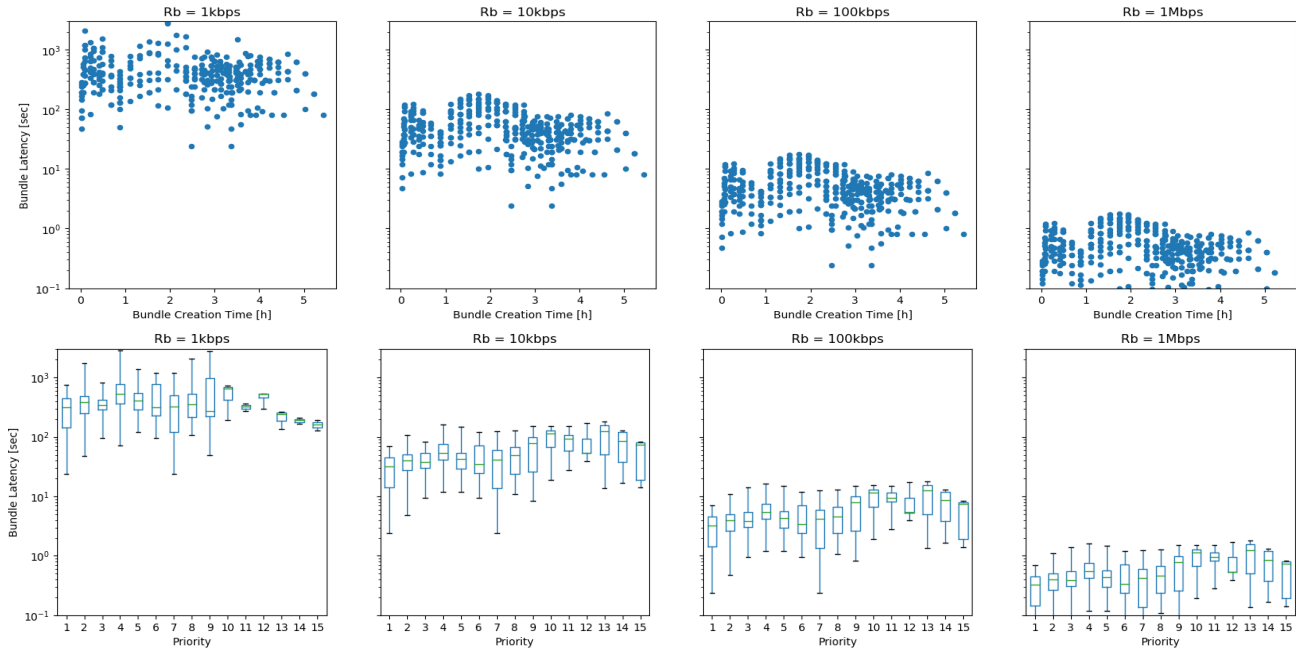 Rb = 1kbps Rb = 10kbps Rb = 100kbps Rb = 1Mbps
10³
10²
10¹
10⁰
10⁻¹
Bundle Latency [sec]
0 1 2 3 4 5 0 1 2 3 4 5 0 1 2 3 4 5 0 1 2 3 4 5
Bundle Creation Time [h] Bundle Creation Time [h] Bundle Creation Time [h] Bundle Creation Time [h]
Rb = 1kbps Rb = 10kbps Rb = 100kbps Rb = 1Mbps
10³
10²
10¹
10⁰
10⁻¹
Bundle Latency [sec]
1 2 3 4 5 6 7 8 9 10 11 12 13 14 15 1 2 3 4 5 6 7 8 9 10 11 12 13 14 15 1 2 3 4 5 6 7 8 9 10 11 12 13 14 15 1 2 3 4 5 6 7 8 9 10 11 12 13 14 15
Priority Priority Priority Priority